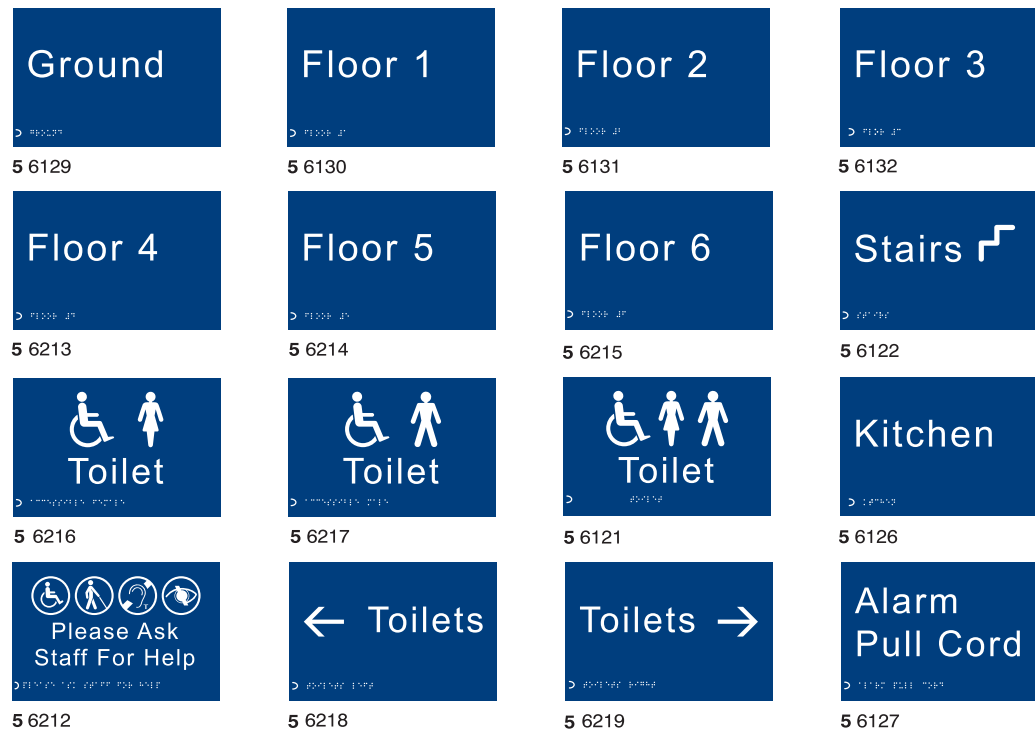 Ground
5 6129
Floor 1
5 6130
Floor 2
5 6131
Floor 3
5 6132
Floor 4
5 6213
Floor 5
5 6214
Floor 6
5 6215
Stairs
5 6122
Toilet
5 6216
Toilet
5 6217
Toilet
5 6121
Kitchen
5 6126
Please Ask
Staff For Help
5 6212
← Toilets
5 6218
Toilets →
5 6219
Alarm
Pull Cord
5 6127